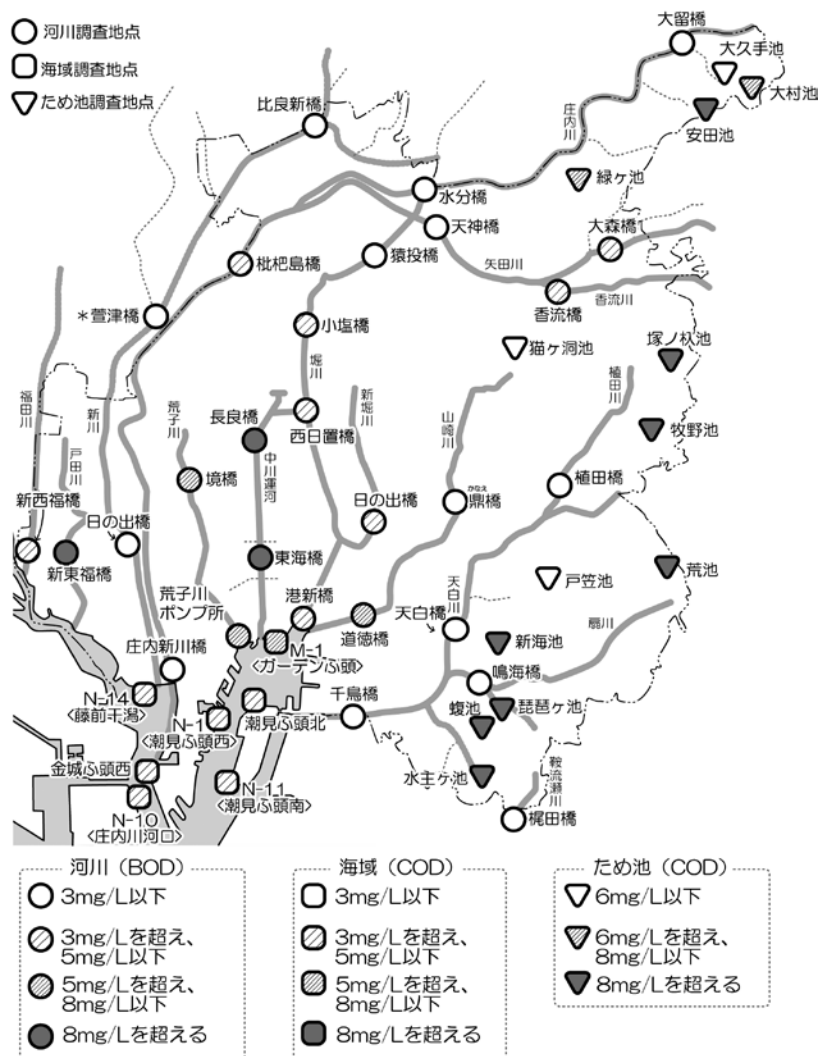 河川調査地点
海域調査地点
ため池調査地点
大留橋
大久手池
大村池
安田池
庄内川
比良新橋
緑ヶ池
水分橋
天神橋
大森橋
枇杷島橋
猿投橋
矢田川
香流川
香流橋
*萱津橋
小塩橋
猫ヶ洞池
塚ノ杁池
堀川
新堀川
植田川
福田川
新川
荒子川
長良橋
山崎川
西日置橋
牧野池
戸田川
中川運河
かなえ
鼎橋
植田橋
新西福橋
境橋
日の出橋
日の出橋
新東福橋
東海橋
荒池
戸笠池
荒子川
ポンプ所
港新橋
道徳橋
天白橋
天白川
新海池
扇川
M-1
〈ガーデンふ頭〉
庄内新川橋
鳴海橋
N-14
〈藤前干潟〉
N-1
〈潮見ふ頭西〉
潮見ふ頭北
千鳥橋
蝮池
琵琶ヶ池
金城ふ頭西
N-11
〈潮見ふ頭南〉
水主ヶ池
鞍流瀬川
N-10
〈庄内川河口〉
梶田橋
河川（BOD）
3mg/L以下
3mg/Lを超え、
5mg/L以下
5mg/Lを超え、
8mg/L以下
8mg/Lを超える
海域（COD）
3mg/L以下
3mg/Lを超え、
5mg/L以下
5mg/Lを超え、
8mg/L以下
8mg/Lを超える
ため池（COD）
6mg/L以下
6mg/Lを超え、
8mg/L以下
8mg/Lを超える